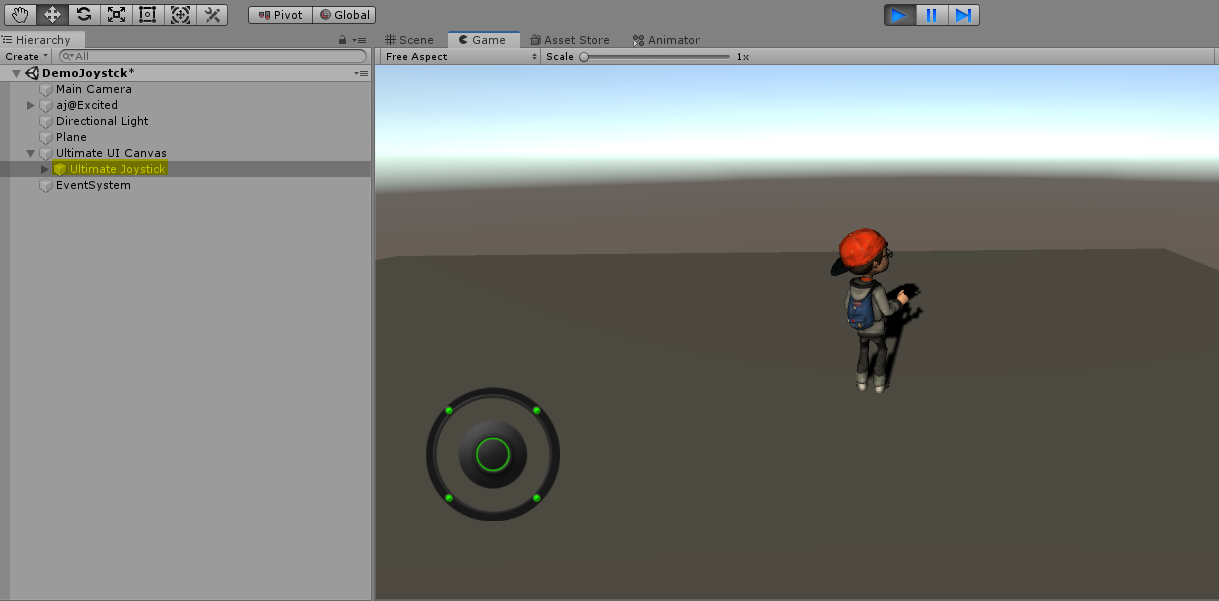 Pivot Global
Hierarchy
Create All
DemoJoystck*
Main Camera
aj@Excited
Directional Light
Plane
Ultimate UI Canvas
Ultimate Joystick
EventSystem
Scene Game Asset Store Animator
Free Aspect Scale 1x